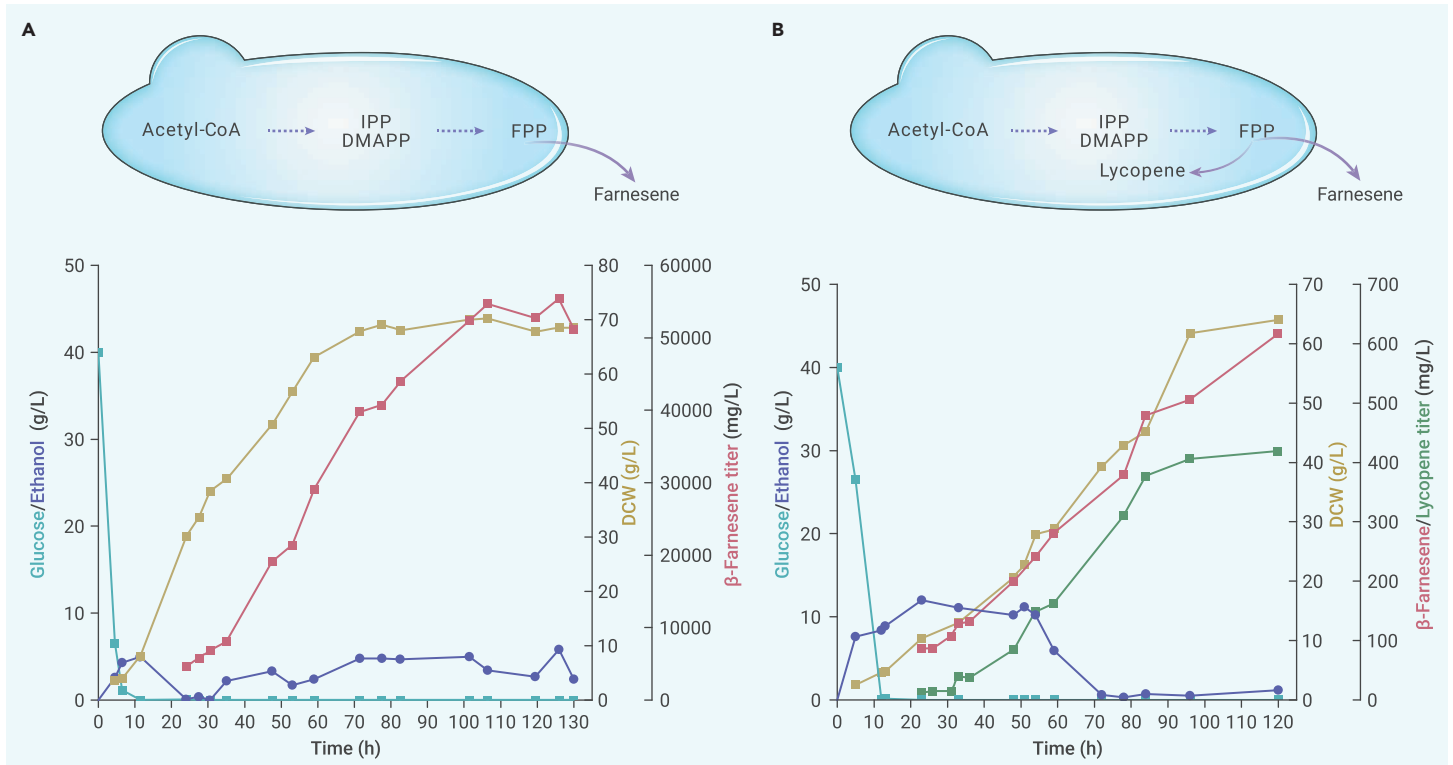 A
Acetyl-CoA
IPP
DMAPP
FPP
Farnesene
50
40
30
20
10
0
Glucose/Ethanol (g/L)
0 10 20 30 40 50 60 70 80 90 100 110 120 130
Time (h)
80
70
60
50
40
30
20
10
0
DCW (g/L)
60000
50000
40000
30000
20000
10000
0
β-Farnesene titer (mg/L)
B
Acetyl-CoA
IPP
DMAPP
FPP
Lycopene
Farnesene
50
40
30
20
10
0
Glucose/Ethanol (g/L)
0 10 20 30 40 50 60 70 80 90 100 110 120
Time (h)
70
60
50
40
30
20
10
0
DCW (g/L)
700
600
500
400
300
200
100
0
β-Farnesene/Lycopene titer (mg/L)